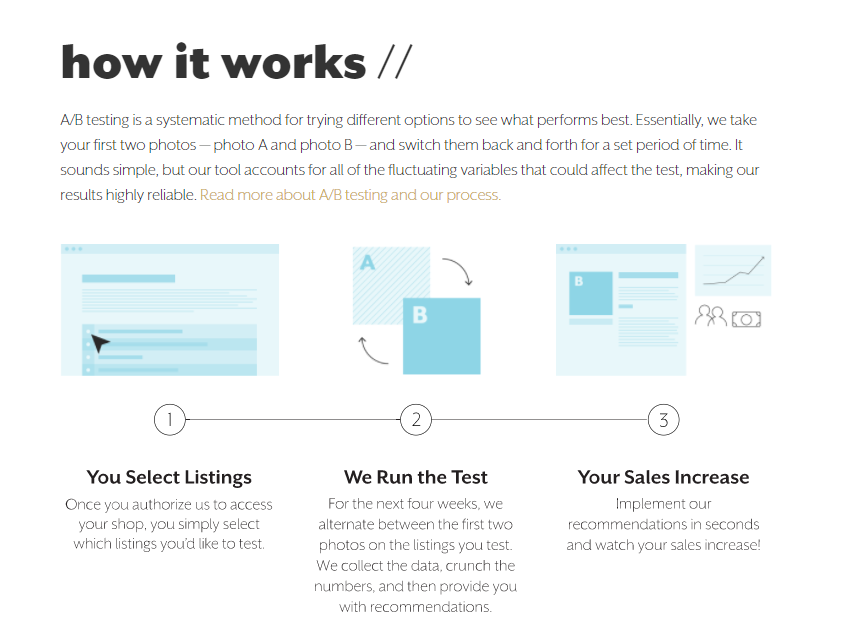 how it works //
A/B testing is a systematic method for trying different options to see what performs best. Essentially, we take
your first two photos — photo A and photo B — and switch them back and forth for a set period of time. It
sounds simple, but our tool accounts for all of the fluctuating variables that could affect the test, making our
results highly reliable. Read more about A/B testing and our process.
A
B
B
1
2
3
You Select Listings
Once you authorize us to access
your shop, you simply select
which listings you'd like to test.
We Run the Test
For the next four weeks, we
alternate between the first two
photos on the listings you test.
We collect the data, crunch the
numbers, and then provide you
with recommendations.
Your Sales Increase
Implement our
recommendations in seconds
and watch your sales increase!